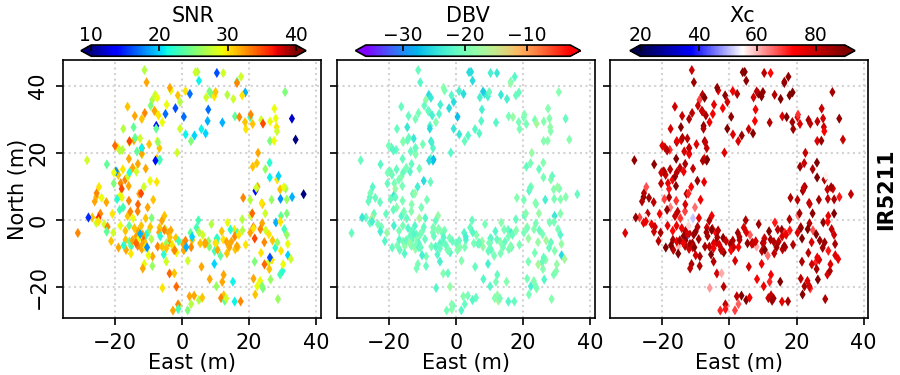 SNR DBV Xc
10 20 30 40 −30 −20 −10 20 40 60 80
40
20
0
−20
North (m)
−20 0 20 40 −20 0 20 40 −20 0 20 40
East (m) East (m) East (m)
IR5211